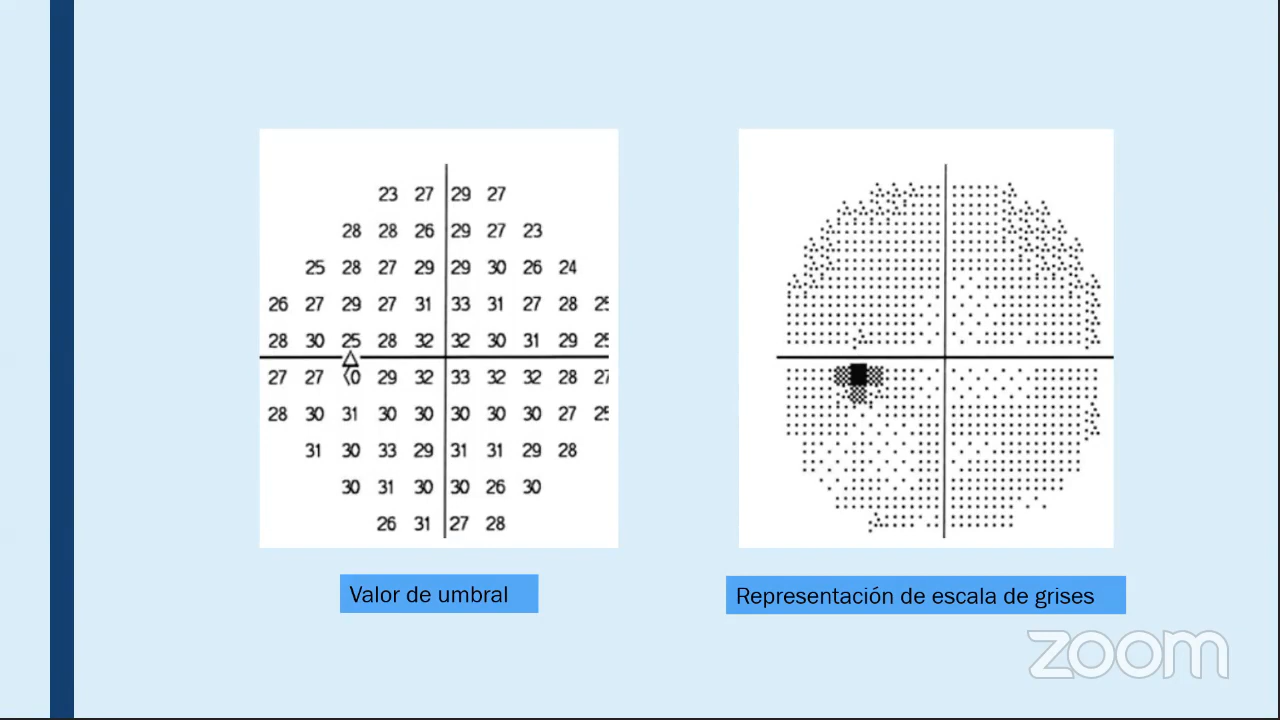 23 27 29 27
28 28 26 29 27 23
25 28 27 29 29 30 26 24
26 27 29 27 31 33 31 27 28 25
28 30 25 28 32 32 30 31 29 25
27 27 <0 29 32 33 32 32 28 27
28 30 31 30 30 30 30 30 27 25
31 30 33 29 31 31 29 28
30 31 30 30 26 30
26 31 27 28
Valor de umbral
Representación de escala de grises
zoom